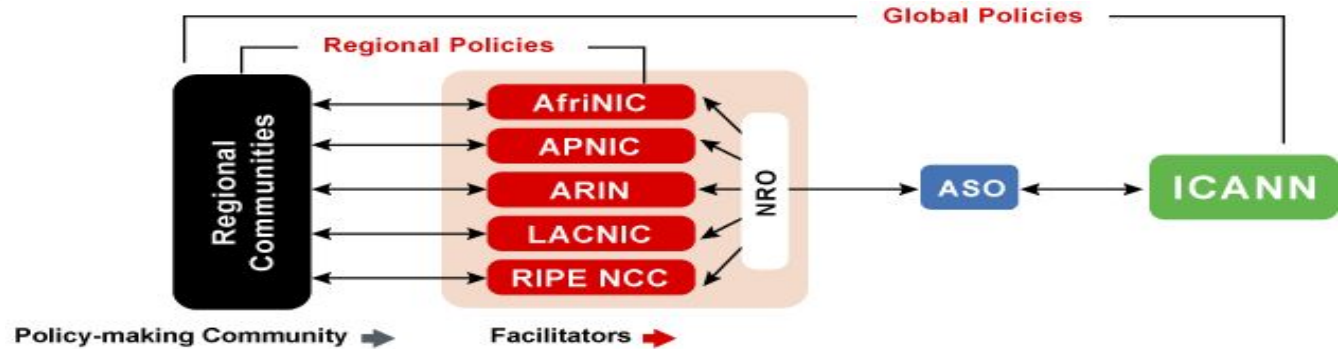 Global Policies
Regional Policies
Regional
Communities
AfriNIC
APNIC
ARIN
LACNIC
RIPE NCC
NRO
ASO
ICANN
Policy-making Community
Facilitators